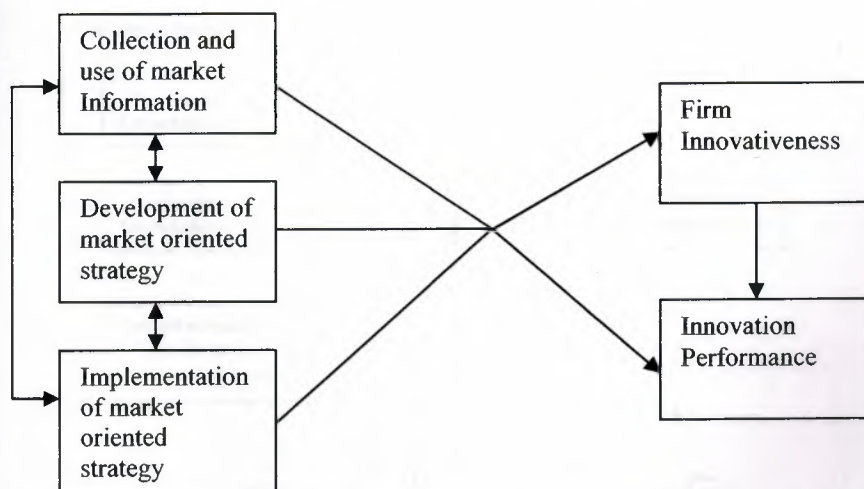 Collection and
use of market
Information
Development of
market oriented
strategy
Implementation
of market
oriented
strategy
Firm
Innovativeness
Innovation
Performance